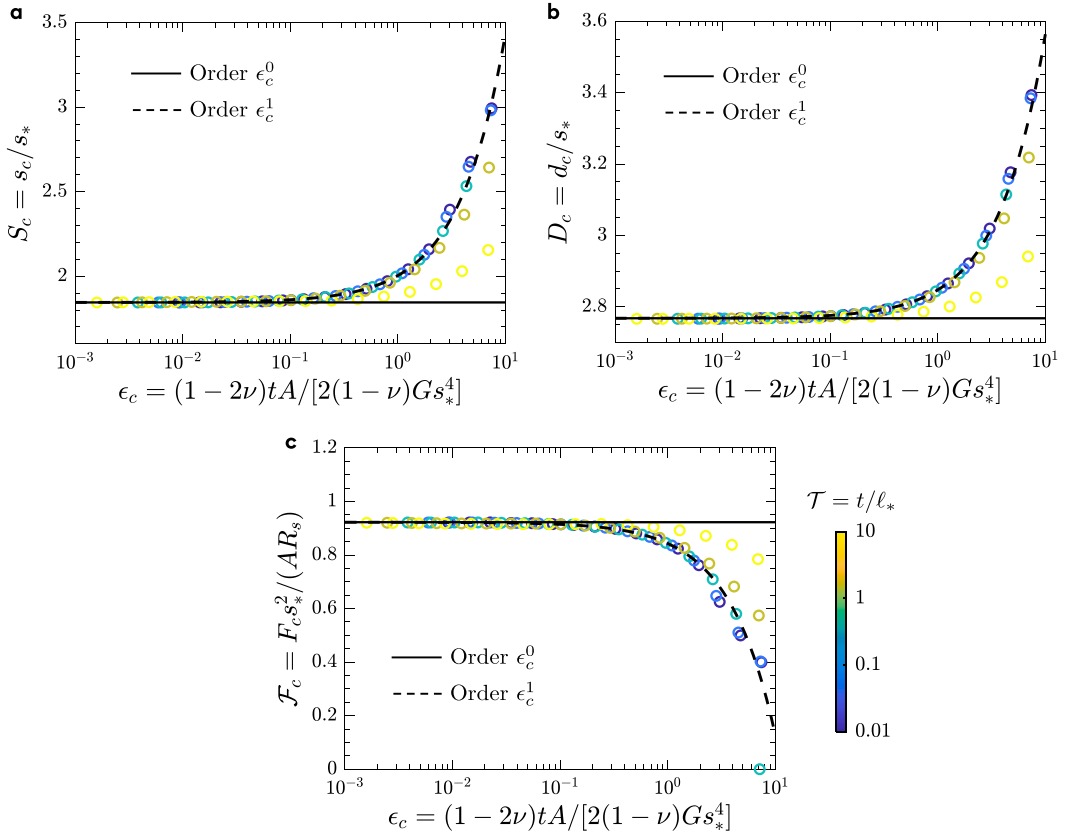 a
3.5
3
2.5
2
S_c = s_c/s_*
Order ϵ_c^0
Order ϵ_c^1
10^{-3}
10^{-2}
10^{-1}
10^0
10^1
ϵ_c = (1 − 2ν)tA/[2(1 − ν)Gs_*^4]
b
3.6
3.4
3.2
3
2.8
D_c = d_c/s_*
Order ϵ_c^0
Order ϵ_c^1
10^{-3}
10^{-2}
10^{-1}
10^0
10^1
ϵ_c = (1 − 2ν)tA/[2(1 − ν)Gs_*^4]
c
1.2
1
0.8
0.6
0.4
0.2
0
ℱ_c = F_c s_*^2/(AR_s)
Order ϵ_c^0
Order ϵ_c^1
10^{-3}
10^{-2}
10^{-1}
10^0
10^1
ϵ_c = (1 − 2ν)tA/[2(1 − ν)Gs_*^4]
𝒯 = t/ℓ_*
10
1
0.1
0.01